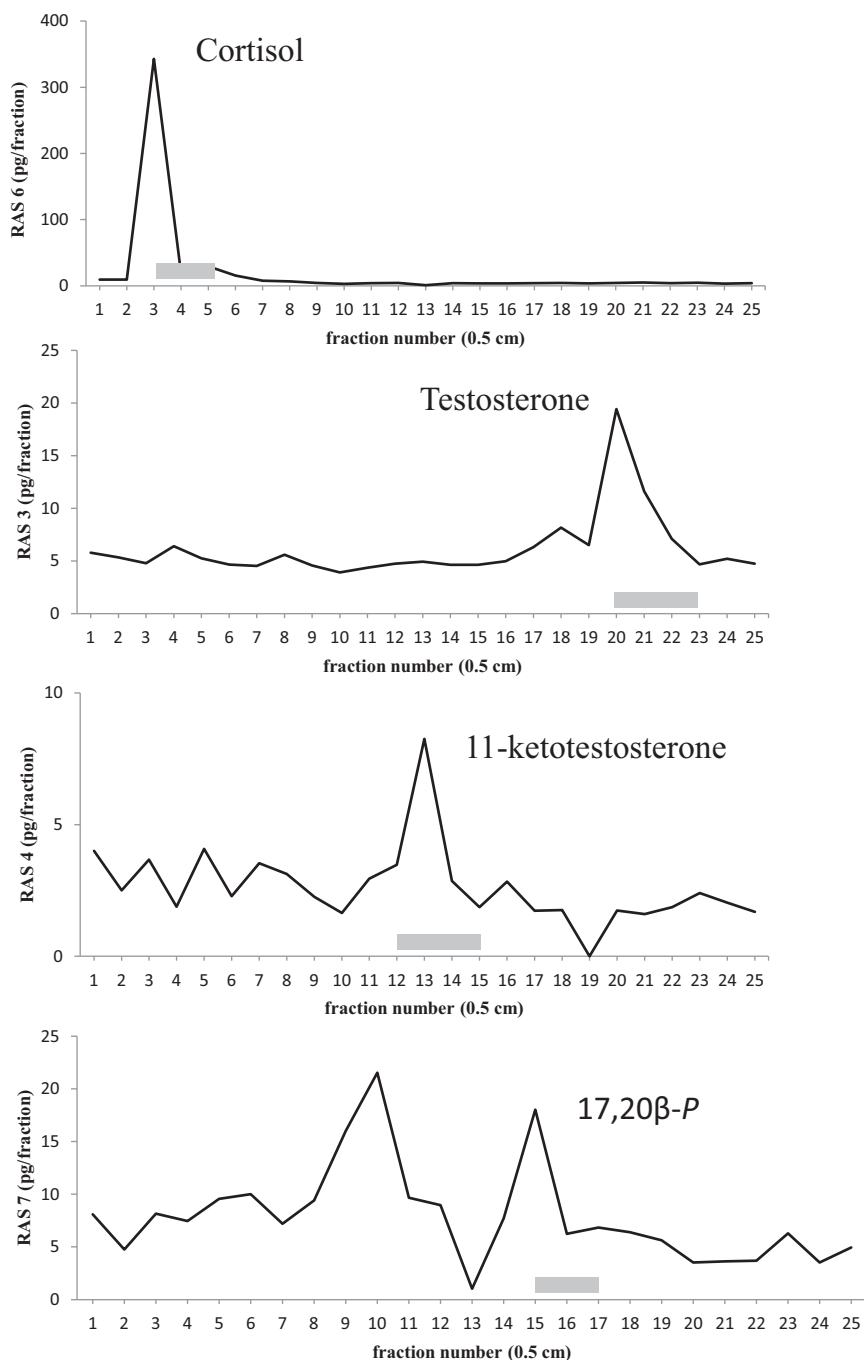 400
Cortisol
300
200
100
0
RAS 6 (pg/fraction)
1 2 3 4 5 6 7 8 9 10 11 12 13 14 15 16 17 18 19 20 21 22 23 24 25
fraction number (0.5 cm)
25
Testosterone
20
15
10
5
0
RAS 3 (pg/fraction)
1 2 3 4 5 6 7 8 9 10 11 12 13 14 15 16 17 18 19 20 21 22 23 24 25
fraction number (0.5 cm)
10
11-ketotestosterone
5
0
RAS 4 (pg/fraction)
1 2 3 4 5 6 7 8 9 10 11 12 13 14 15 16 17 18 19 20 21 22 23 24 25
fraction number (0.5 cm)
25
17,20β-P
20
15
10
5
0
RAS 7 (pg/fraction)
1 2 3 4 5 6 7 8 9 10 11 12 13 14 15 16 17 18 19 20 21 22 23 24 25
fraction number (0.5 cm)